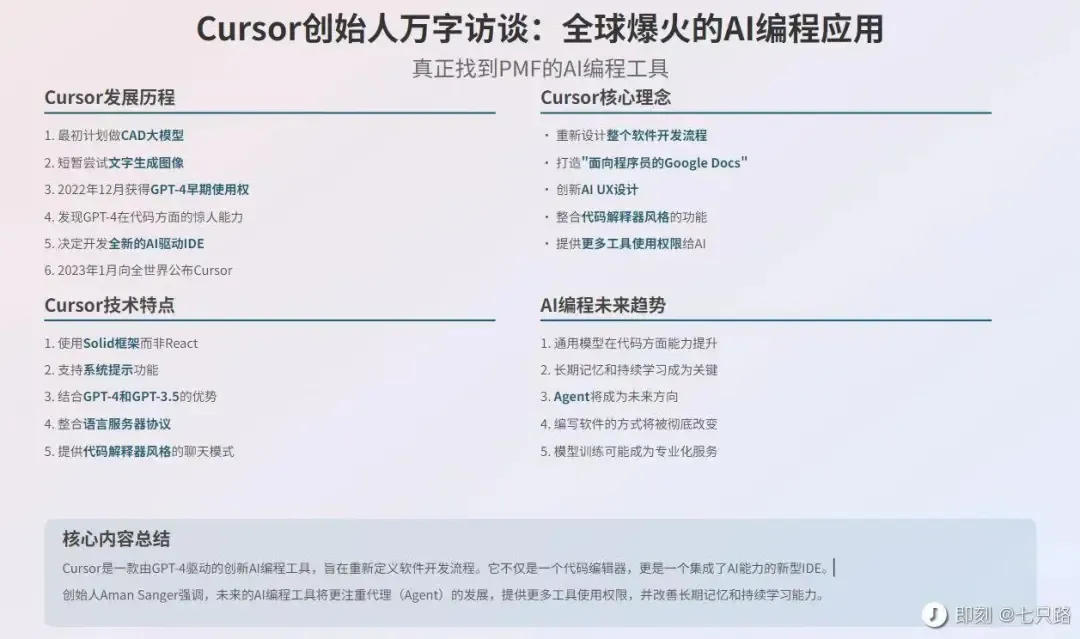 Cursor创始人万字访谈：全球爆火的AI编程应用
真正找到PMF的AI编程工具
Cursor发展历程
1. 最初计划做CAD大模型
2. 短暂尝试文字生成图像
3. 2022年12月获得GPT-4早期使用权
4. 发现GPT-4在代码方面的惊人能力
5. 决定开发全新的AI驱动IDE
6. 2023年1月向全世界公布Cursor
Cursor核心理念
· 重新设计整个软件开发流程
· 打造"面向程序员的Google Docs"
· 创新AI UX设计
· 整合代码解释器风格的功能
· 提供更多工具使用权限给AI
Cursor技术特点
1. 使用Solid框架而非React
2. 支持系统提示功能
3. 结合GPT-4和GPT-3.5的优势
4. 整合语言服务器协议
5. 提供代码解释器风格的聊天模式
AI编程未来趋势
1. 通用模型在代码方面能力提升
2. 长期记忆和持续学习成为关键
3. Agent将成为未来方向
4. 编写软件的方式将被彻底改变
5. 模型训练可能成为专业化服务
核心内容总结
Cursor是一款由GPT-4驱动的创新AI编程工具，旨在重新定义软件开发流程。它不仅是一个代码编辑器，更是一个集成了AI能力的新型IDE。
创始人Aman Sanger强调，未来的AI编程工具将更注重代理（Agent）的发展，提供更多工具使用权限，并改善长期记忆和持续学习能力。
即刻 @七只路